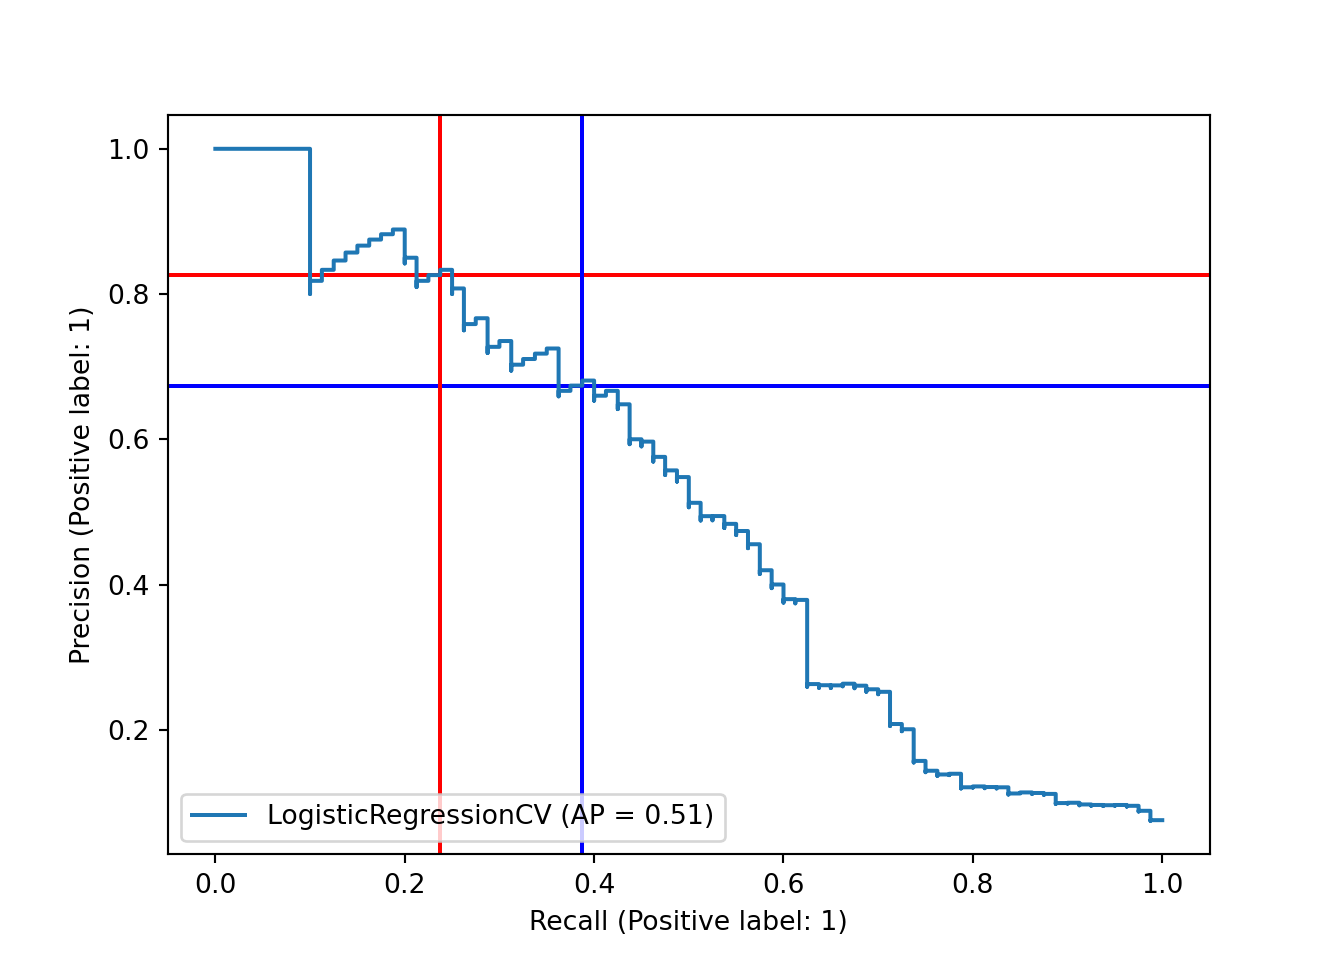 1.0
0.8
0.6
0.4
0.2
Precision (Positive label: 1)
LogisticRegressionCV (AP = 0.51)
0.0 0.2 0.4 0.6 0.8 1.0
Recall (Positive label: 1)